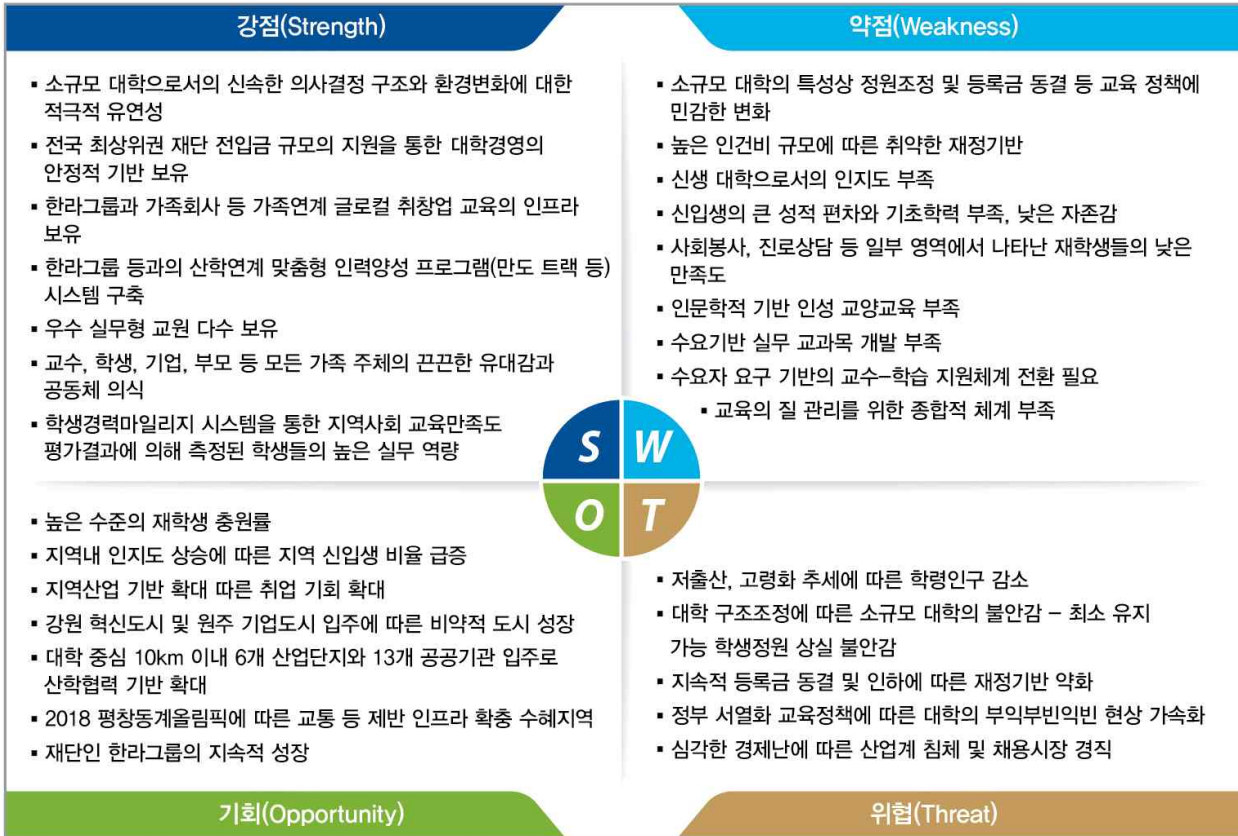 강점(Strength)
▪ 소규모 대학으로서의 신속한 의사결정 구조와 환경변화에 대한
적극적 유연성
▪ 전국 최상위권 재단 전입금 규모의 지원을 통한 대학경영의
안정적 기반 보유
▪ 한라그룹과 가족회사 등 가족연계 글로컬 취창업 교육의 인프라
보유
▪ 한라그룹 등과의 산학연계 맞춤형 인력양성 프로그램(만도 트랙 등)
시스템 구축
▪ 우수 실무형 교원 다수 보유
▪ 교수, 학생, 기업, 부모 등 모든 가족 주체의 끈끈한 유대감과
공동체 의식
▪ 학생경력마일리지 시스템을 통한 지역사회 교육만족도
평가결과에 의해 측정된 학생들의 높은 실무 역량
약점(Weakness)
▪ 소규모 대학의 특성상 정원조정 및 등록금 동결 등 교육 정책에
민감한 변화
▪ 높은 인건비 규모에 따른 취약한 재정기반
▪ 신생 대학으로서의 인지도 부족
▪ 신입생의 큰 성적 편차와 기초학력 부족, 낮은 자존감
▪ 사회봉사, 진로상담 등 일부 영역에서 나타난 재학생들의 낮은
만족도
▪ 인문학적 기반 인성 교양교육 부족
▪ 수요기반 실무 교과목 개발 부족
▪ 수요자 요구 기반의 교수-학습 지원체계 전환 필요
▪ 교육의 질 관리를 위한 종합적 체계 부족
S W
O T
▪ 높은 수준의 재학생 충원률
▪ 지역내 인지도 상승에 따른 지역 신입생 비율 급증
▪ 지역산업 기반 확대 따른 취업 기회 확대
▪ 강원 혁신도시 및 원주 기업도시 입주에 따른 비약적 도시 성장
▪ 대학 중심 10km 이내 6개 산업단지와 13개 공공기관 입주로
산학협력 기반 확대
▪ 2018 평창동계올림픽에 따른 교통 등 제반 인프라 확충 수혜지역
▪ 재단인 한라그룹의 지속적 성장
기회(Opportunity)
▪ 저출산, 고령화 추세에 따른 학령인구 감소
▪ 대학 구조조정에 따른 소규모 대학의 불안감 - 최소 유지
가능 학생정원 상실 불안감
▪ 지속적 등록금 동결 및 인하에 따른 재정기반 약화
▪ 정부 서열화 교육정책에 따른 대학의 부익부빈익빈 현상 가속화
▪ 심각한 경제난에 따른 산업계 침체 및 채용시장 경직
위협(Threat)